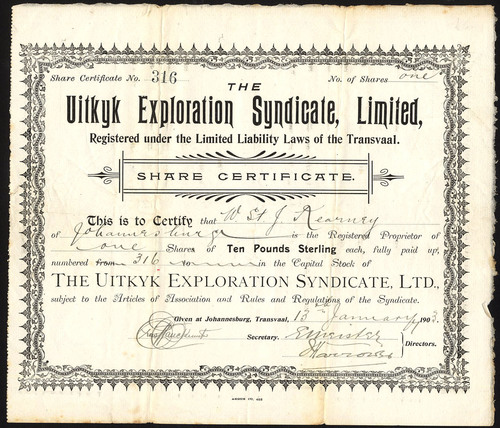 Share Certificate No. 316 No. of Shares one
THE
Uitkyk Exploration Syndicate, Limited,
Registered under the Limited Liability Laws of the Transvaal.
SHARE CERTIFICATE.
This is to Certify that W. St J Kearney
of Johannesburg is the Registered Proprietor of
one Shares of Ten Pounds Sterling each, fully paid up,
numbered from 316 to in the Capital Stock of
THE UITKYK EXPLORATION SYNDICATE, LTD.,
subject to the Articles of Association and Rules and Regulations of the Syndicate.
Given at Johannesburg, Transvaal, 13th January 1903.
Secretary.
Directors.